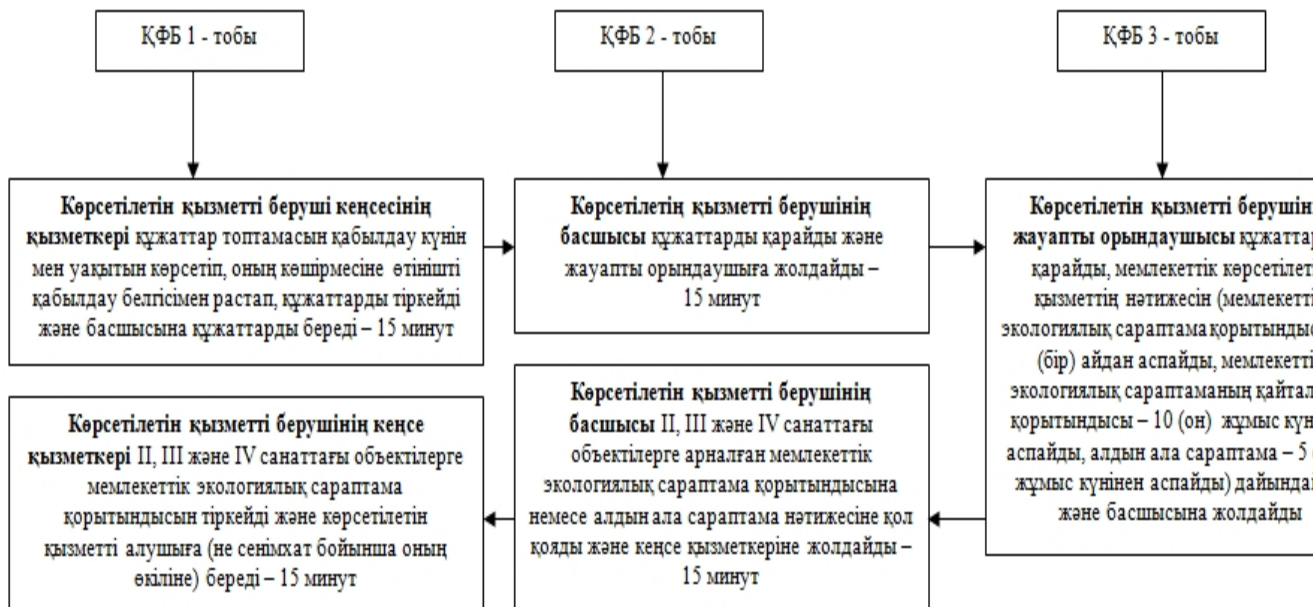 ҚФБ 1 - тобы
ҚФБ 2 - тобы
ҚФБ 3 - тобы
Көрсетілетін қызметті беруші кеңсесінің
қызметкері құжаттар топтамасын қабылдау күнін
мен уақытын көрсетіп, оның көшірмесіне өтінішті
қабылдау белгісімен растап, құжаттарды тіркейді
және басшысына құжаттарды береді – 15 минут
Көрсетілетің қызметті берушінің
басшысы құжаттарды қарайды және
жауапты орындаушыға жолдайды –
15 минут
Көрсетілетін қызметті берушін
жауапты орындаушысы құжаттар
қарайды, мемлекеттік көрсетілеті
қызметтің нәтижесін (мемлекетті
экологиялық сараптама қорытындыс
(бір) айдан аспайды, мемлекетті
экологиялық сараптаманың қайтал
қорытындысы – 10 (он) жұмыс күн
аспайды, алдын ала сараптама – 5
жұмыс күнінен аспайды) дайында
және басшысына жолдайды
Көрсетілетін қызметті берушінің
басшысы II, III және IV санаттағы
объектілерге арналған мемлекеттік
экологиялық сараптама қорытындысына
немесе алдын ала сараптама нәтижесіне қол
қояды және кеңсе қызметкеріне жолдайды –
15 минут
Көрсетілетін қызметті берушінің кеңсе
қызметкері II, III және IV санаттағы объектілерге
мемлекеттік экологиялық сараптама
қорытындысын тіркейді және көрсетілетін
қызметті алушыға (не сенімхат бойынша оның
өкіліне) береді – 15 минут